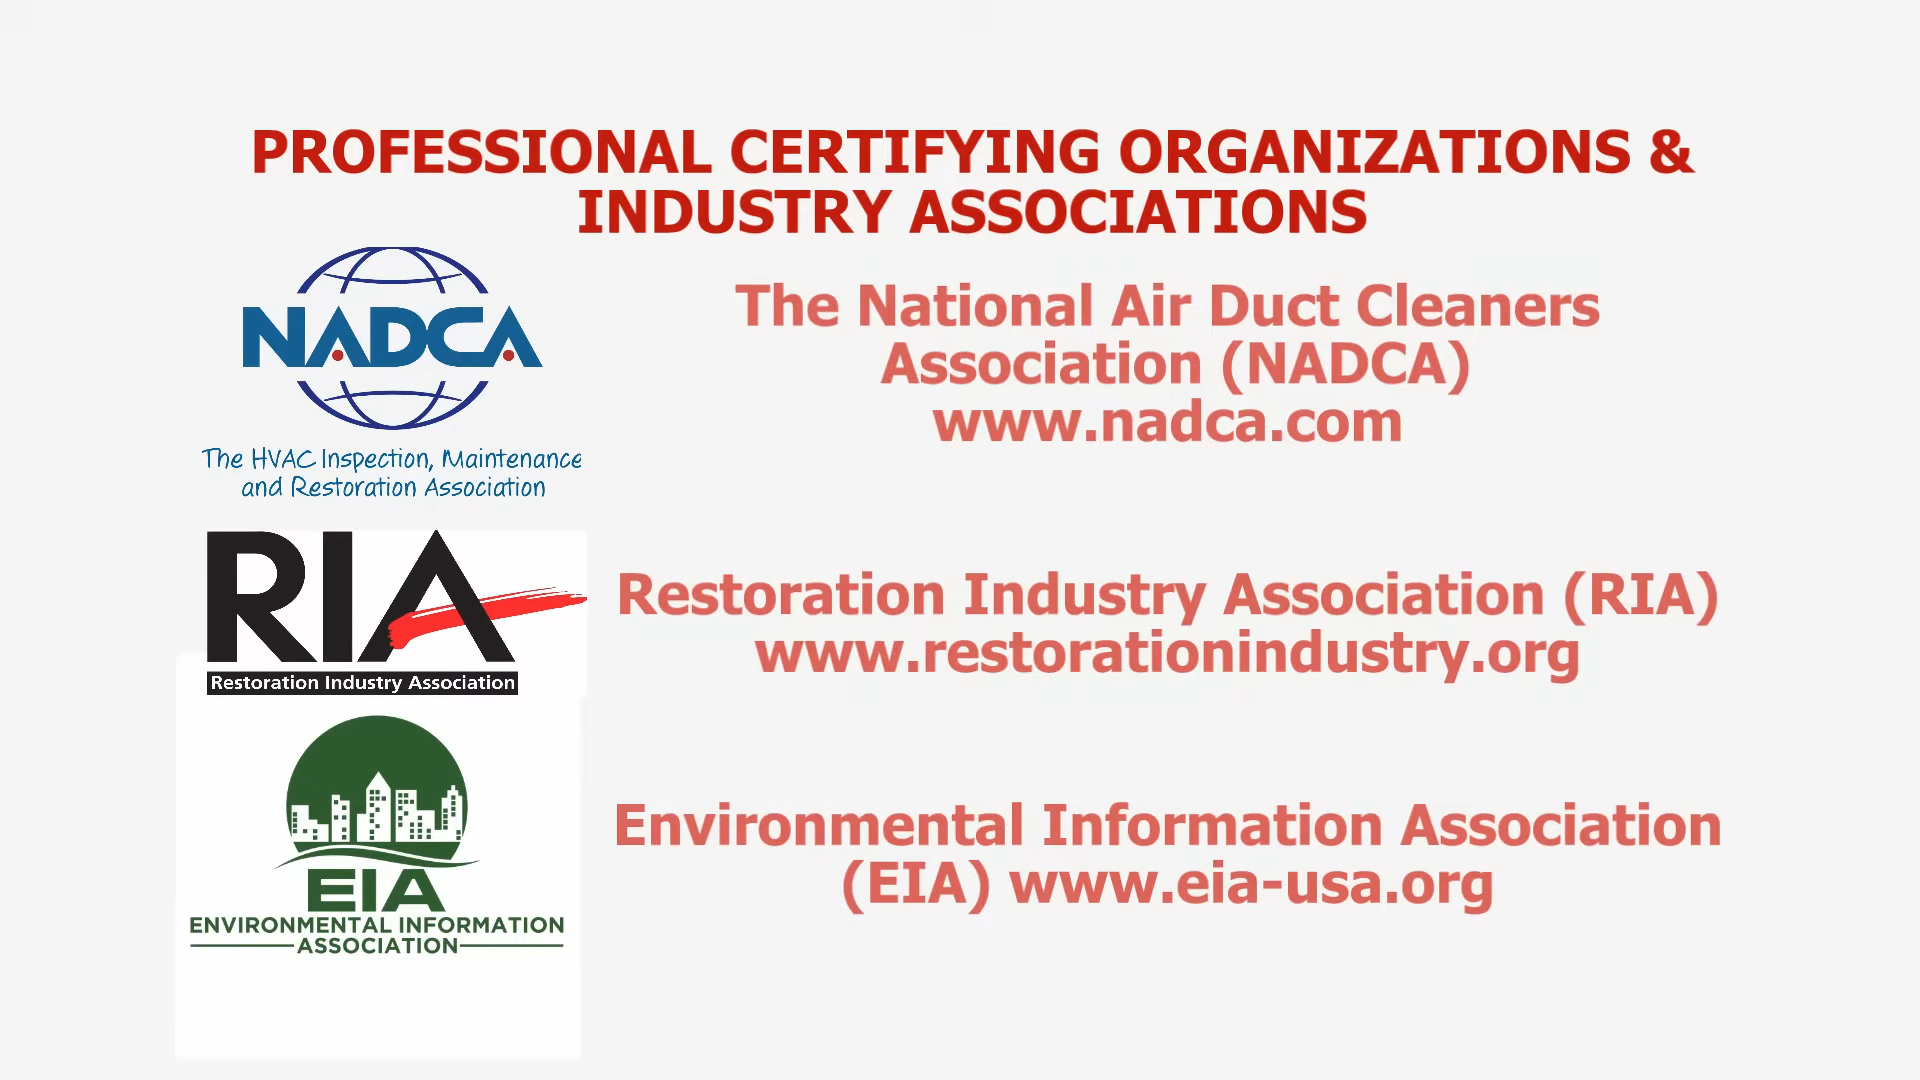 PROFESSIONAL CERTIFYING ORGANIZATIONS &
INDUSTRY ASSOCIATIONS
NADCA
The HVAC Inspection, Maintenance
and Restoration Association
The National Air Duct Cleaners
Association (NADCA)
www.nadca.com
RIA
Restoration Industry Association
Restoration Industry Association (RIA)
www.restorationindustry.org
EIA
ENVIRONMENTAL INFORMATION
ASSOCIATION
Environmental Information Association
(EIA) www.eia-usa.org